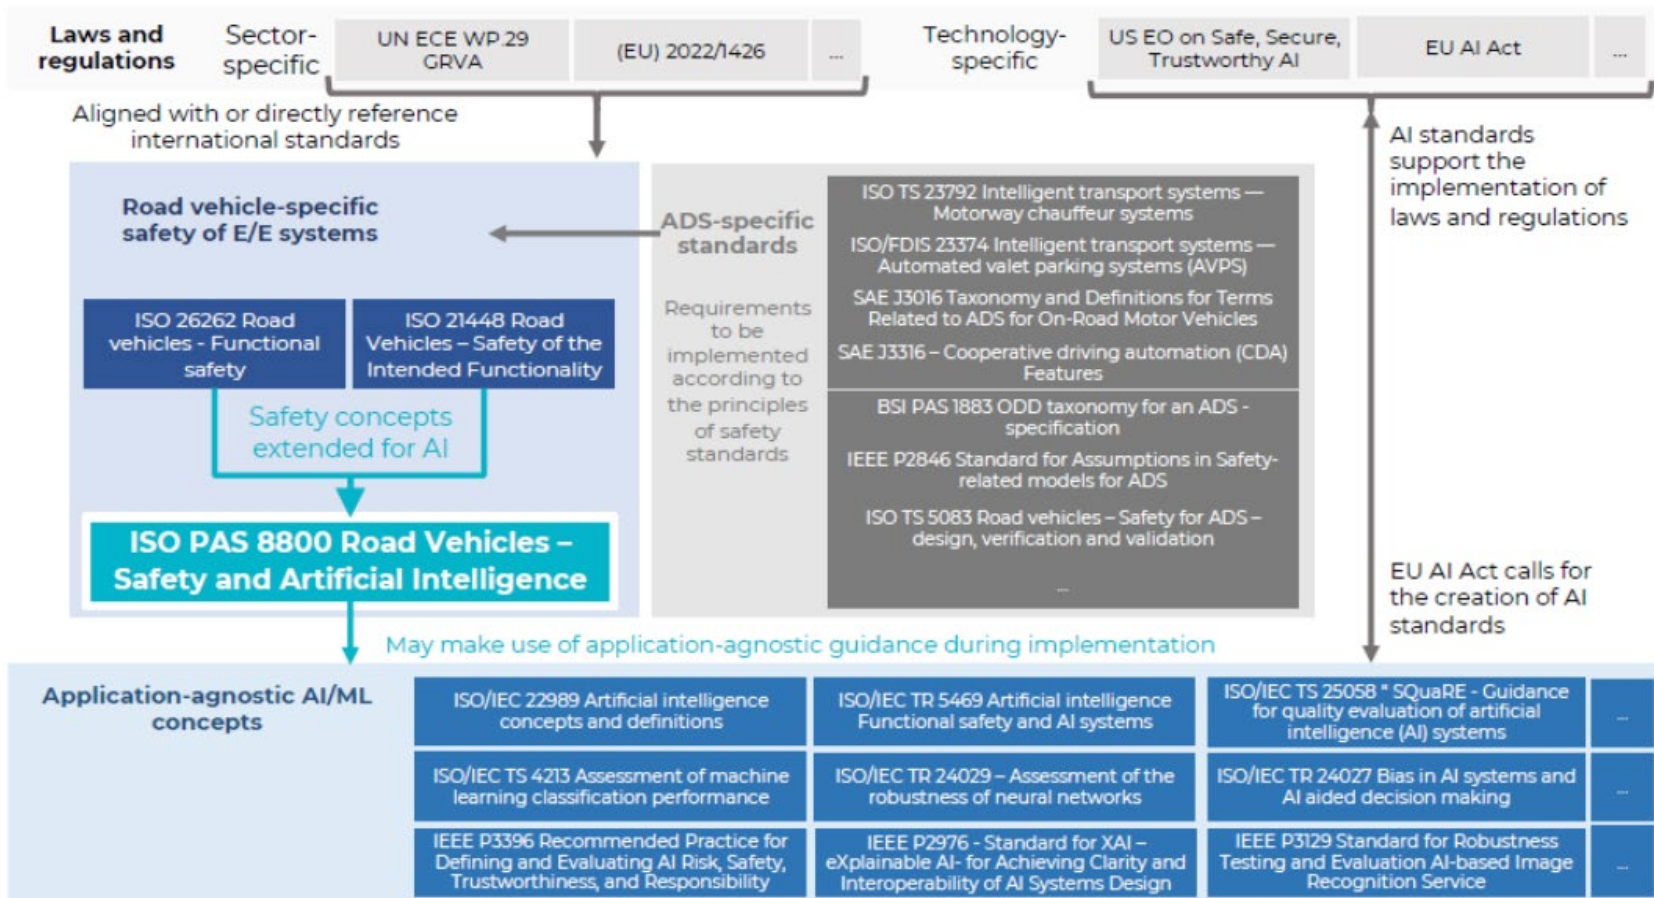 Laws and
regulations
Sector-
specific
UN ECE WP.29
GRVA
(EU) 2022/1426
...
Technology-
specific
US EO on Safe, Secure,
Trustworthy AI
EU AI Act
...
Aligned with or directly reference
international standards
AI standards
support the
implementation of
laws and regulations
Road vehicle-specific
safety of E/E systems
ISO 26262 Road
vehicles - Functional
safety
ISO 21448 Road
Vehicles – Safety of the
Intended Functionality
Safety concepts
extended for AI
ISO PAS 8800 Road Vehicles –
Safety and Artificial Intelligence
ADS-specific
standards
Requirements
to be
implemented
according to
the principles
of safety
standards
ISO TS 23792 Intelligent transport systems —
Motorway chauffeur systems
ISO/FDIS 23374 Intelligent transport systems —
Automated valet parking systems (AVPS)
SAE J3016 Taxonomy and Definitions for Terms
Related to ADS for On-Road Motor Vehicles
SAE J3316 – Cooperative driving automation (CDA)
Features
BSI PAS 1883 ODD taxonomy for an ADS -
specification
IEEE P2846 Standard for Assumptions in Safety-
related models for ADS
ISO TS 5083 Road vehicles – Safety for ADS –
design, verification and validation
...
EU AI Act calls for
the creation of AI
standards
May make use of application-agnostic guidance during implementation
Application-agnostic AI/ML
concepts
ISO/IEC 22989 Artificial intelligence
concepts and definitions
ISO/IEC TR 5469 Artificial intelligence
Functional safety and AI systems
ISO/IEC TS 25058 " SQuaRE - Guidance
for quality evaluation of artificial
intelligence (AI) systems
...
ISO/IEC TS 4213 Assessment of machine
learning classification performance
ISO/IEC TR 24029 – Assessment of the
robustness of neural networks
ISO/IEC TR 24027 Bias in AI systems and
AI aided decision making
...
IEEE P3396 Recommended Practice for
Defining and Evaluating AI Risk, Safety,
Trustworthiness, and Responsibility
IEEE P2976 - Standard for XAI –
eXplainable AI- for Achieving Clarity and
Interoperability of AI Systems Design
IEEE P3129 Standard for Robustness
Testing and Evaluation AI-based Image
Recognition Service
...